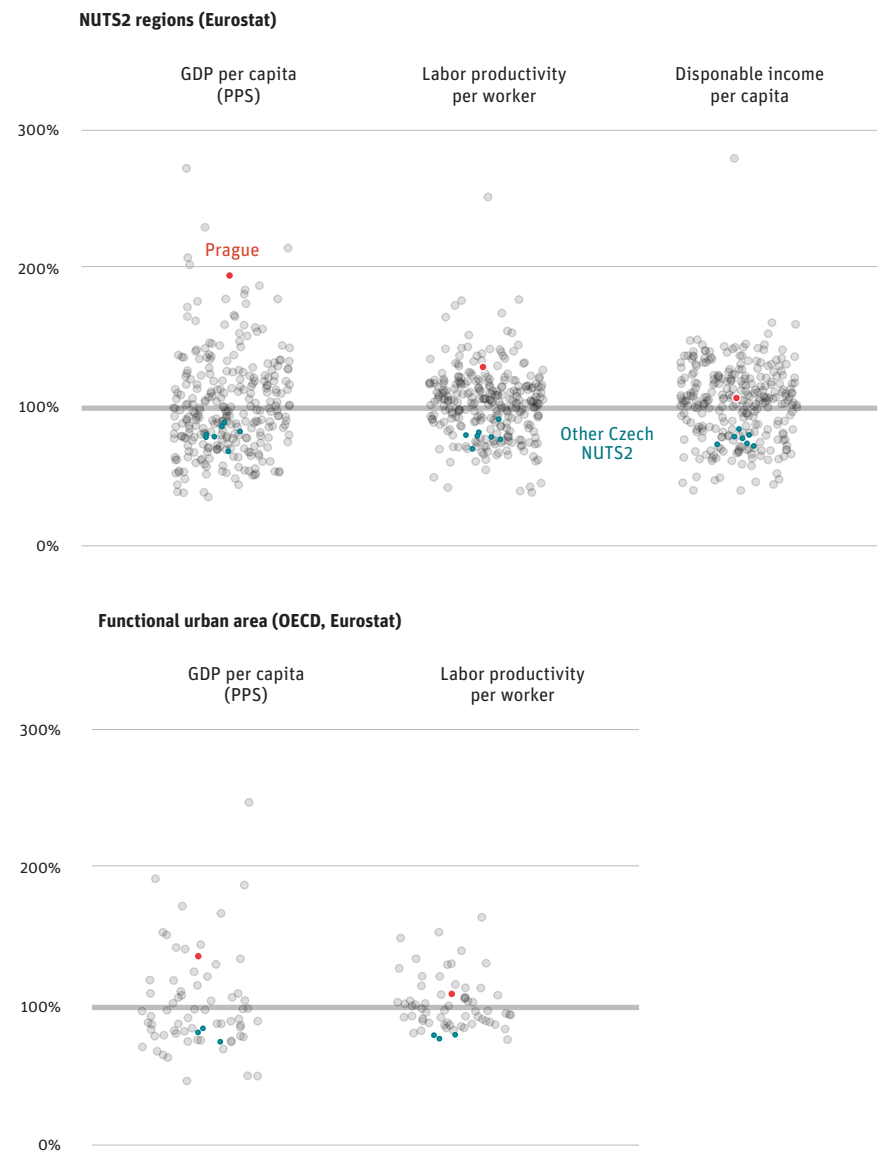 NUTS2 regions (Eurostat)
GDP per capita
(PPS)
Labor productivity
per worker
Disponable income
per capita
300%
Prague
200%
100%
Other Czech
NUTS2
0%
Functional urban area (OECD, Eurostat)
GDP per capita
(PPS)
Labor productivity
per worker
300%
200%
100%
0%